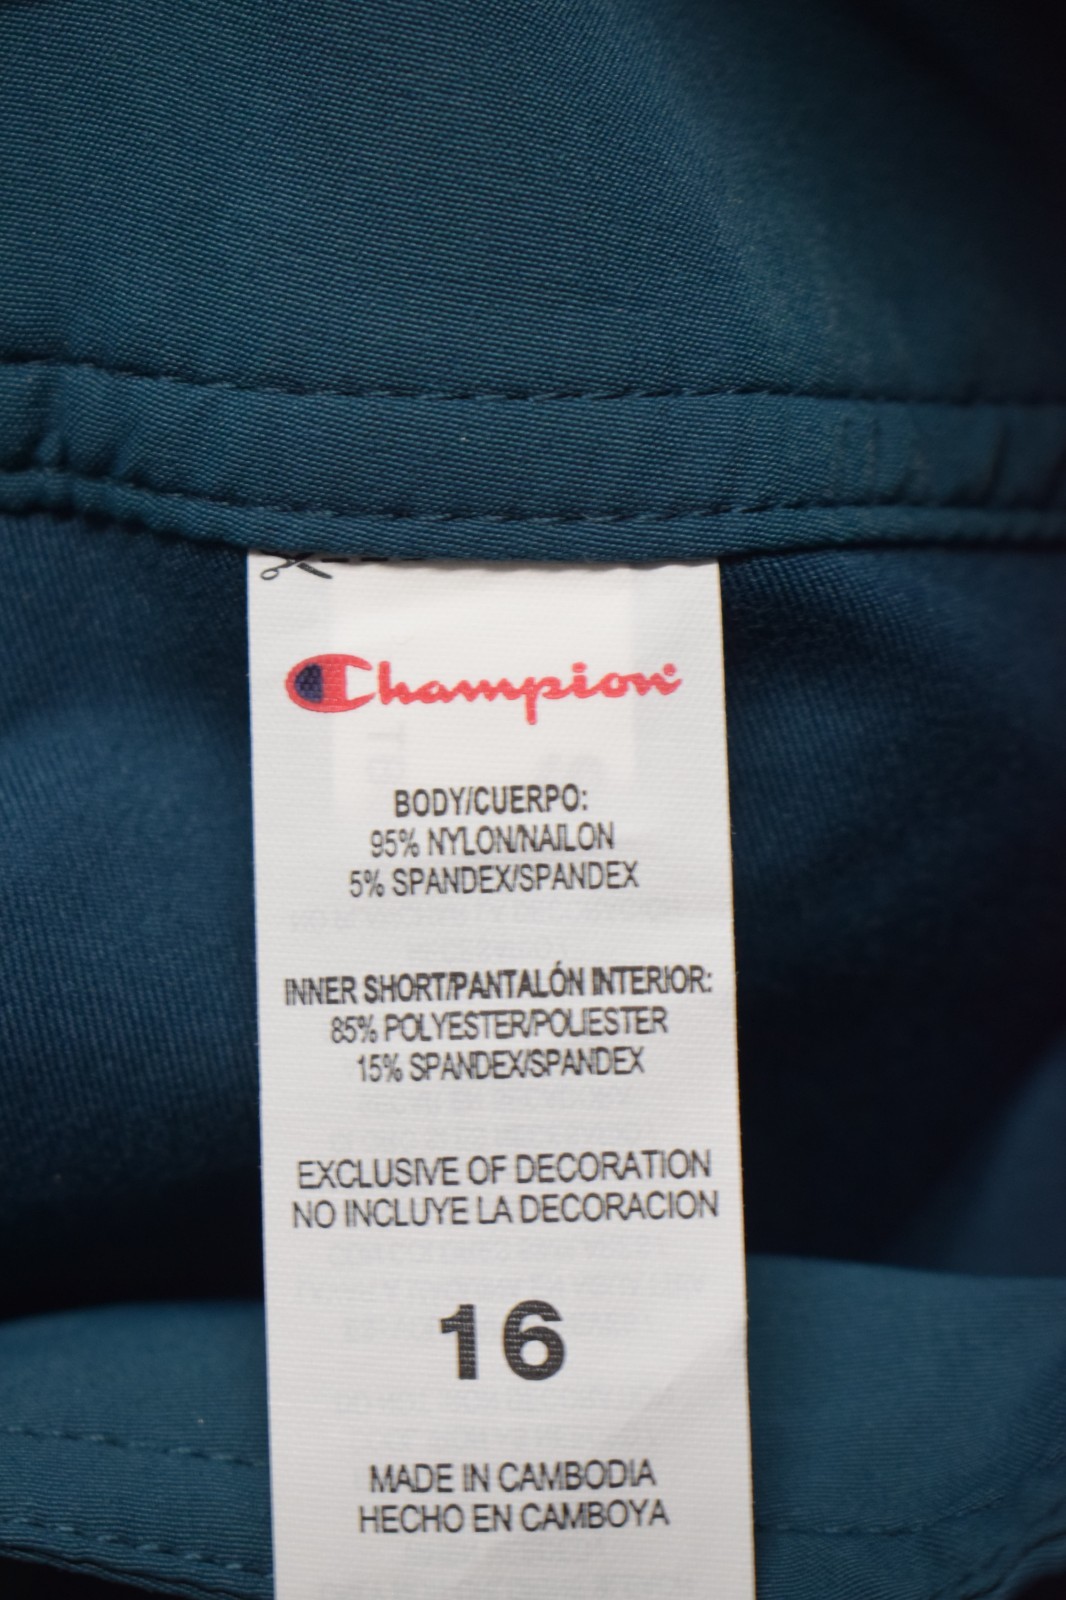 Champion
BODY/CUERPO:
95% NYLON/NAILON
5% SPANDEX/SPANDEX
INNER SHORT/PANTALÓN INTERIOR:
85% POLYESTER/POLIESTER
15% SPANDEX/SPANDEX
EXCLUSIVE OF DECORATION
NO INCLUYE LA DECORACION
16
MADE IN CAMBODIA
HECHO EN CAMBOYA